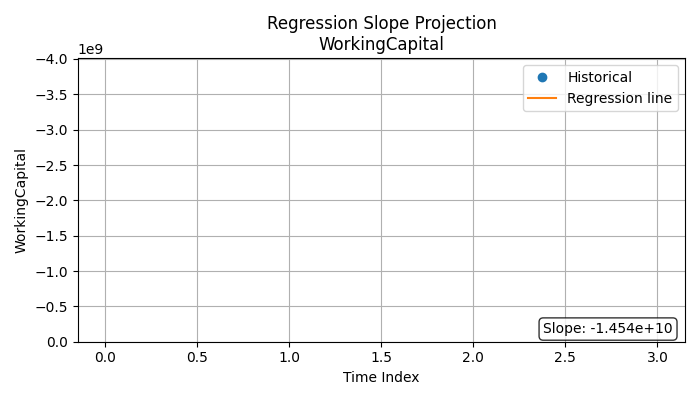 Regression Slope Projection
WorkingCapital
1e9
−4.0
−3.5
−3.0
−2.5
−2.0
−1.5
−1.0
−0.5
0.0
WorkingCapital
Historical
Regression line
Slope: -1.454e+10
0.0 0.5 1.0 1.5 2.0 2.5 3.0
Time Index